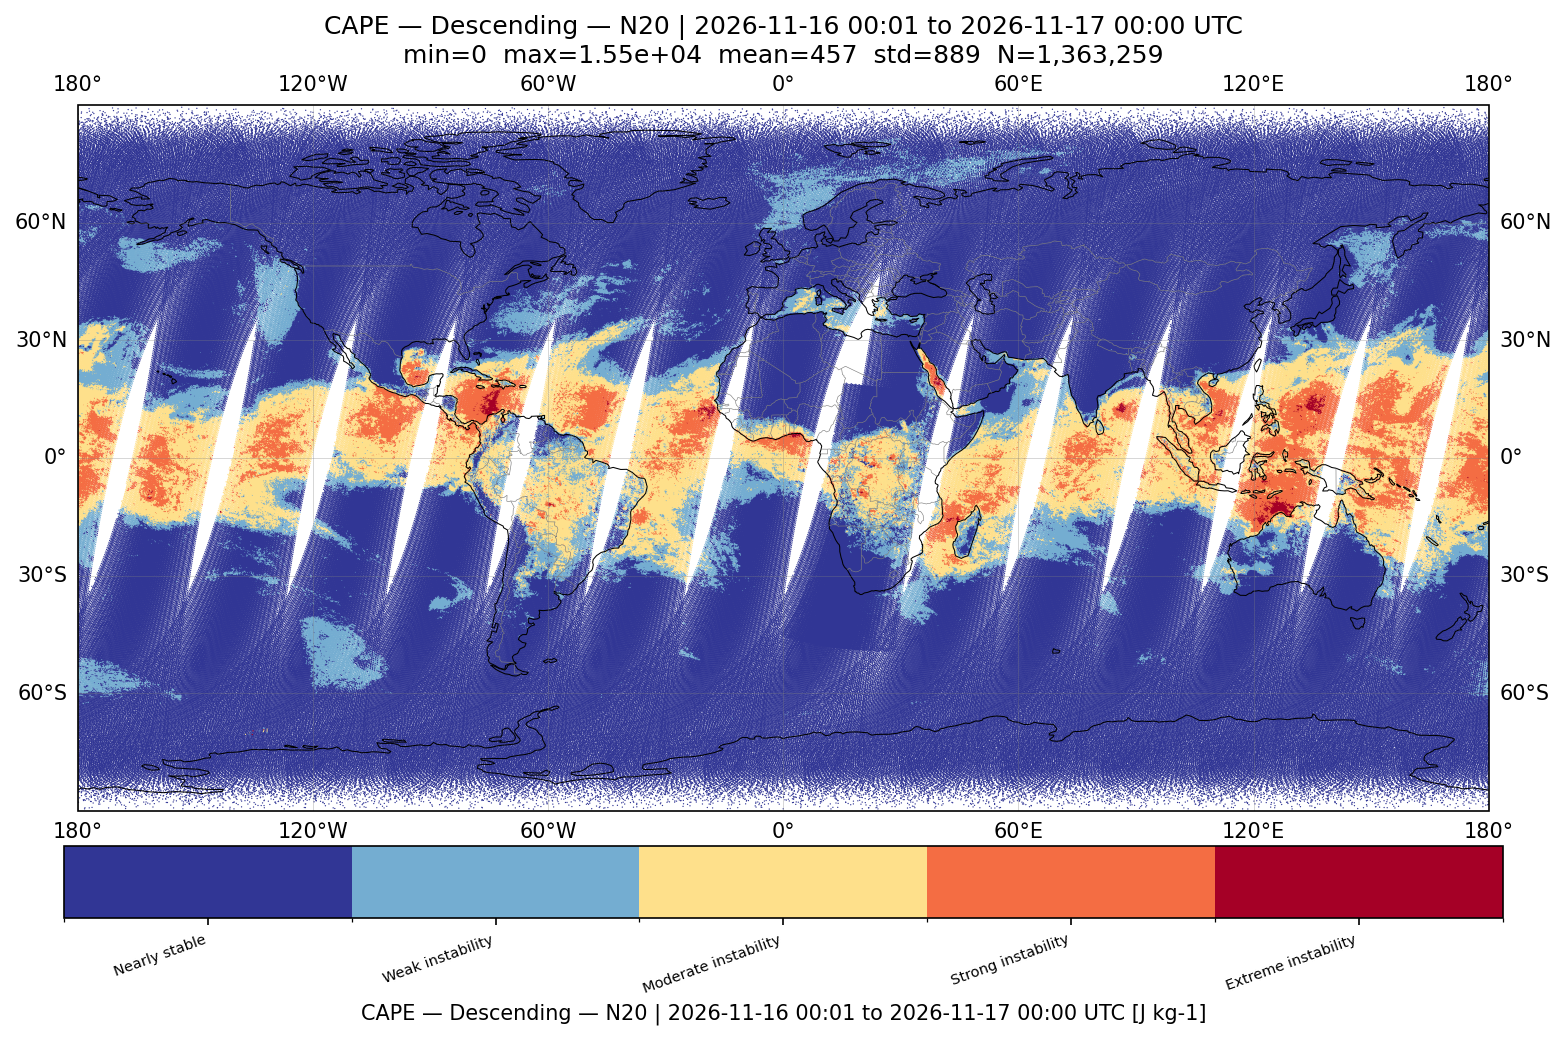 CAPE — Descending — N20 | 2026-11-16 00:01 to 2026-11-17 00:00 UTC
min=0 max=1.55e+04 mean=457 std=889 N=1,363,259
180° 120°W 60°W 0° 60°E 120°E 180°
60°N 60°N
30°N 30°N
0° 0°
30°S 30°S
60°S 60°S
180° 120°W 60°W 0° 60°E 120°E 180°
Nearly stable Weak instability Moderate instability Strong instability Extreme instability
CAPE — Descending — N20 | 2026-11-16 00:01 to 2026-11-17 00:00 UTC [J kg-1]